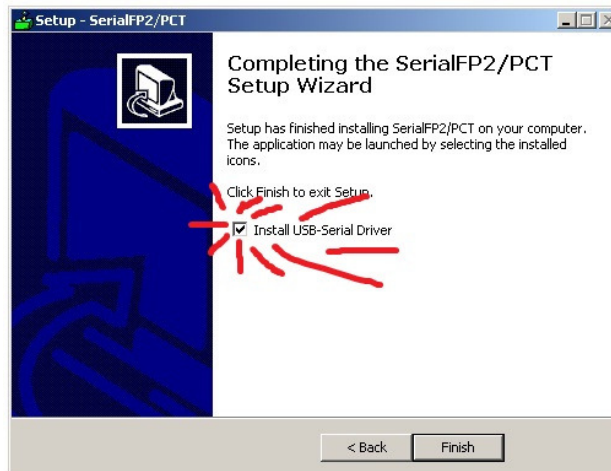 Setup - SerialFP2/PCT
Completing the SerialFP2/PCT
Setup Wizard
Setup has finished installing SerialFP2/PCT on your computer.
The application may be launched by selecting the installed
icons.
Click Finish to exit Setup.
Install USB-Serial Driver
< Back
Finish